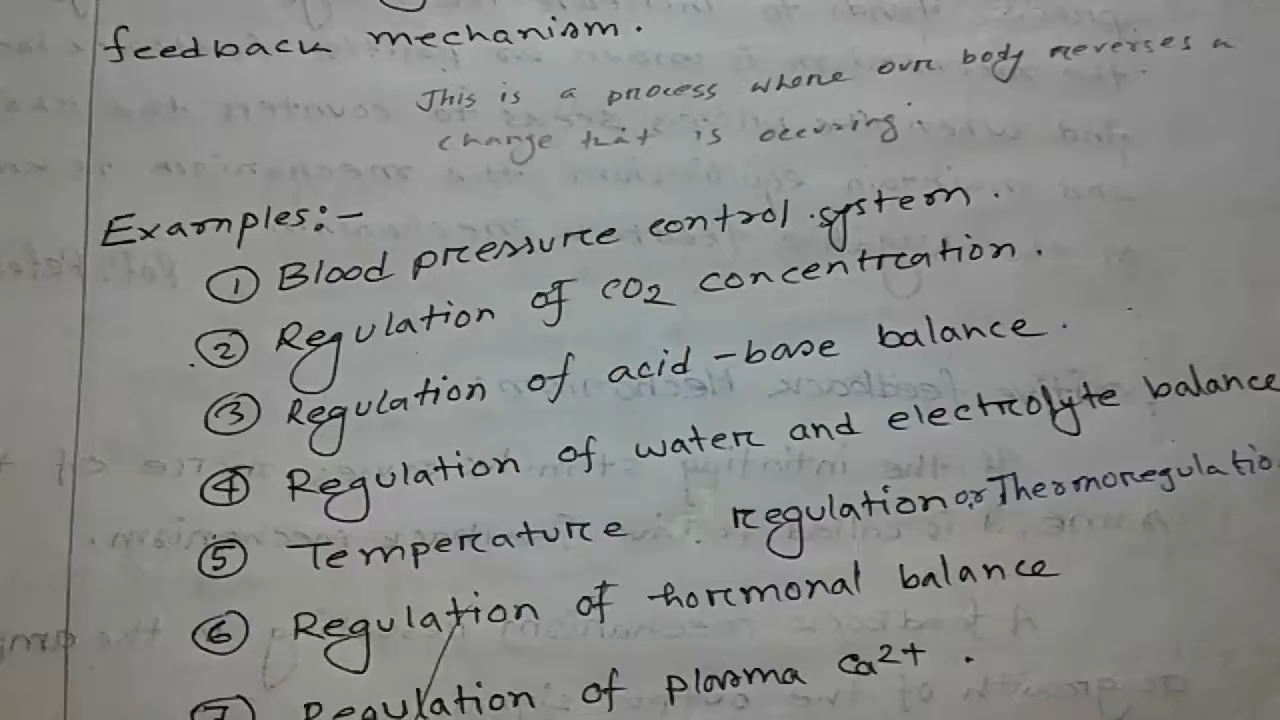 feedback mechanism.
This is a process where our body reverses a
change that is occuring.
Examples:-
① Blood pressure control system.
② Regulation of CO2 concentration.
③ Regulation of acid-base balance.
④ Regulation of water and electrolyte balance
⑤ Temperature regulation or Thermoregulatio
⑥ Regulation of hormonal balance
⑦ Regulation of plasma Ca2+.